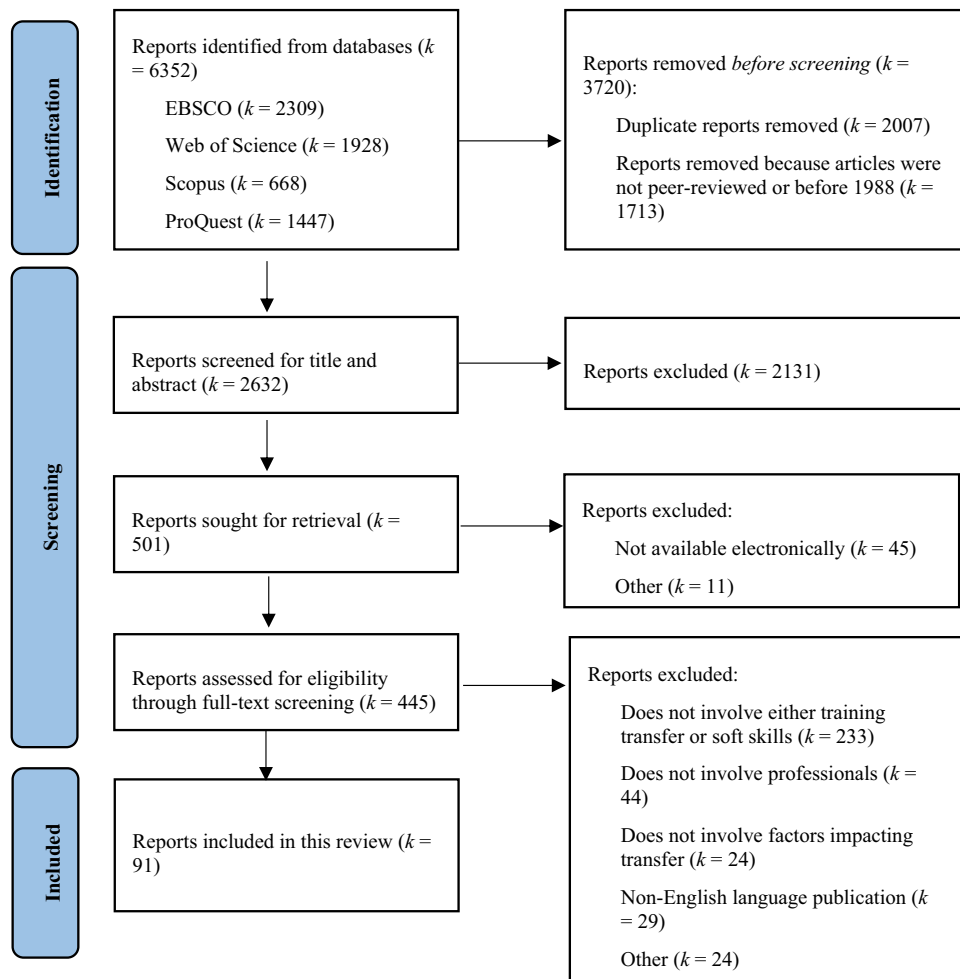 Identification
Reports identified from databases (k
= 6352)
EBSCO (k = 2309)
Web of Science (k = 1928)
Scopus (k = 668)
ProQuest (k = 1447)
Reports removed before screening (k =
3720):
Duplicate reports removed (k = 2007)
Reports removed because articles were
not peer-reviewed or before 1988 (k =
1713)
Screening
Reports screened for title and
abstract (k = 2632)
Reports excluded (k = 2131)
Reports sought for retrieval (k =
501)
Reports excluded:
Not available electronically (k = 45)
Other (k = 11)
Reports assessed for eligibility
through full-text screening (k = 445)
Reports excluded:
Does not involve either training
transfer or soft skills (k = 233)
Does not involve professionals (k =
44)
Does not involve factors impacting
transfer (k = 24)
Non-English language publication (k
= 29)
Other (k = 24)
Included
Reports included in this review (k =
91)